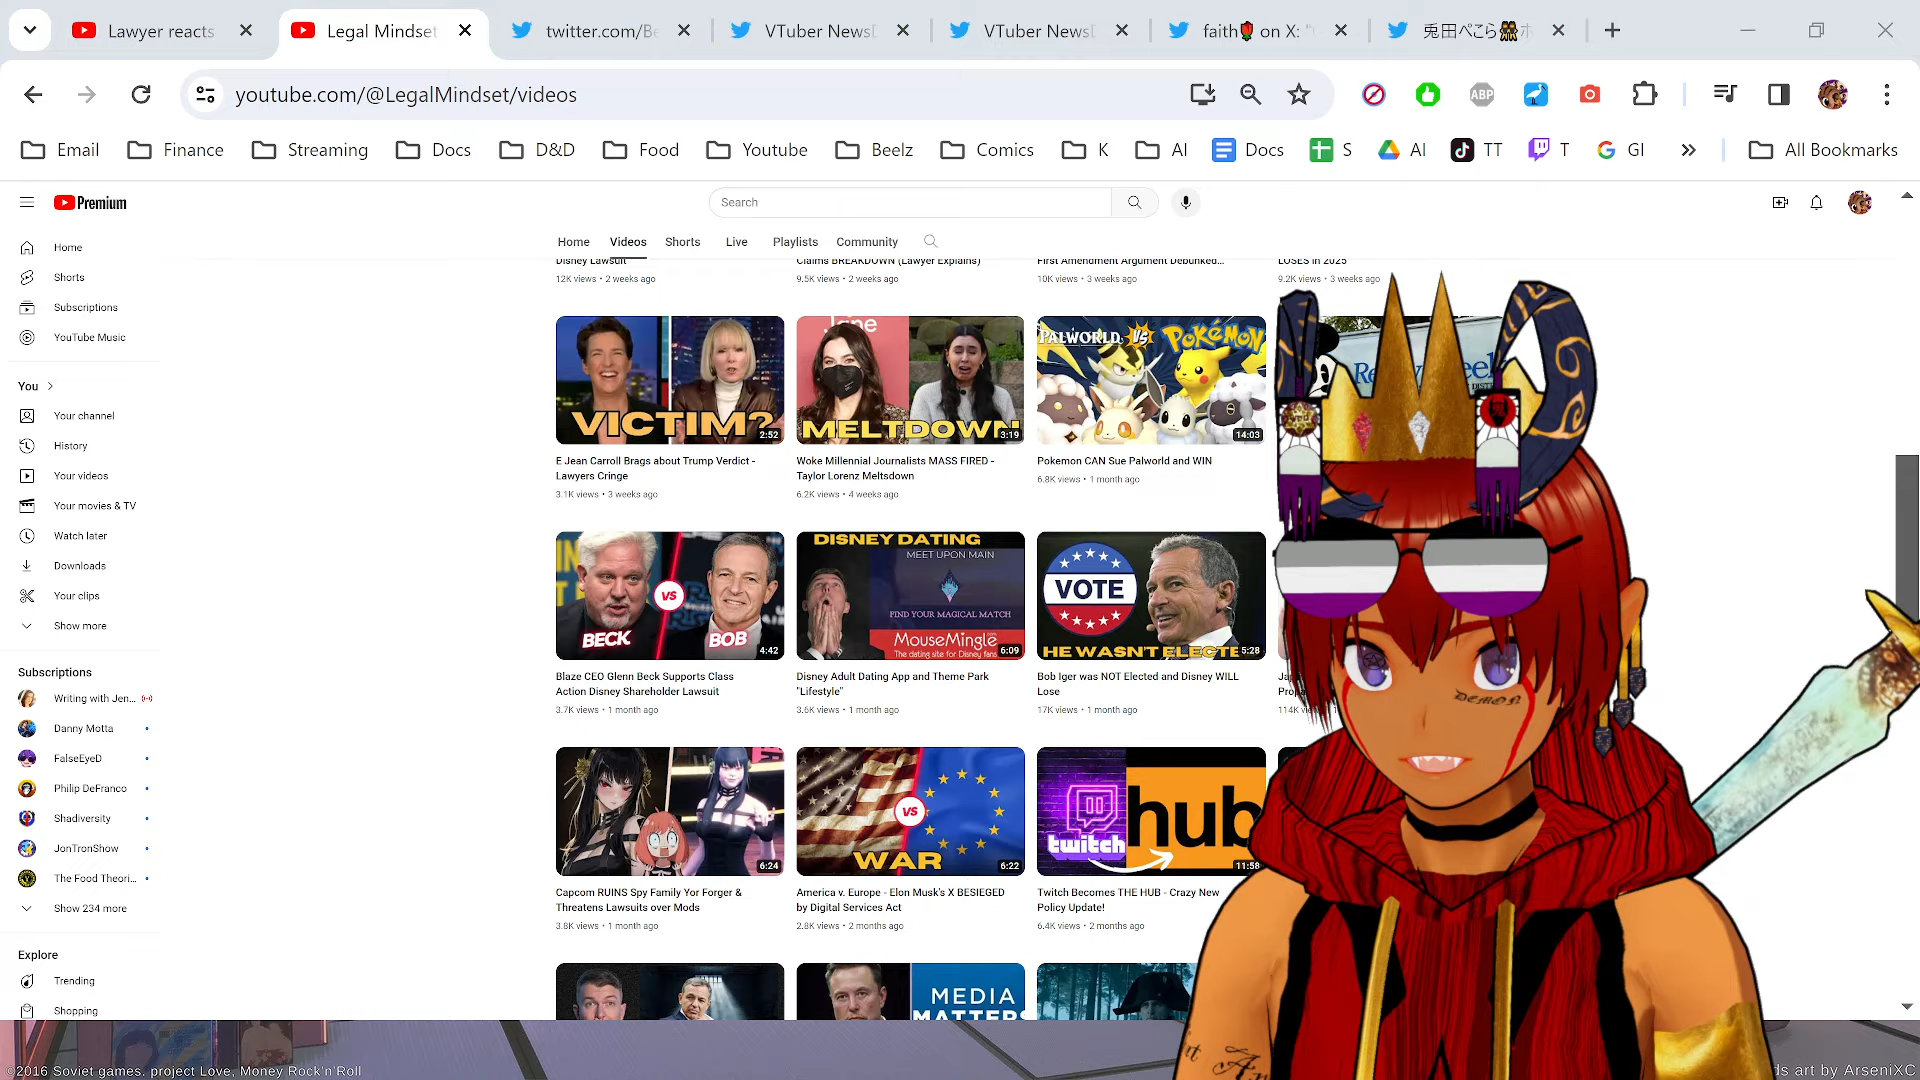 Lawyer reacts
Legal Mindset
twitter.com/Be
VTuber NewsD
VTuber NewsD
faith🌹 on X: "
兎田ぺこら👯ホ
youtube.com/@LegalMindset/videos
ABP
Email
Finance
Streaming
Docs
D&D
Food
Youtube
Beelz
Comics
K
AI
Docs
S
AI
TT
T
GI
All Bookmarks
Premium
Search
Home
Videos
Shorts
Live
Playlists
Community
Home
Shorts
Subscriptions
YouTube Music
You
Your channel
History
Your videos
Your movies & TV
Watch later
Downloads
Your clips
Show more
Subscriptions
Writing with Jen...
Danny Motta
FalseEyeD
Philip DeFranco
Shadiversity
JonTronShow
The Food Theori...
Show 234 more
Explore
Trending
Shopping
Disney Lawsuit
12K views • 2 weeks ago
Claims BREAKDOWN (Lawyer Explains)
9.5K views • 2 weeks ago
First Amendment Argument Debunked...
10K views • 3 weeks ago
LOSES in 2025
9.2K views • 3 weeks ago
VICTIM?
2:52
E Jean Carroll Brags about Trump Verdict -
Lawyers Cringe
3.1K views • 3 weeks ago
Jane
MELTDOWN
3:19
Woke Millennial Journalists MASS FIRED -
Taylor Lorenz Meltsdown
6.2K views • 4 weeks ago
PALWORLD VS POKéMON
14:03
Pokemon CAN Sue Palworld and WIN
6.8K views • 1 month ago
VS
BECK
BOB
4:42
Blaze CEO Glenn Beck Supports Class
Action Disney Shareholder Lawsuit
3.7K views • 1 month ago
DISNEY DATING
MEET UPON MAIN
FIND YOUR MAGICAL MATCH
MouseMingle
The dating site for Disney fans
6:09
Disney Adult Dating App and Theme Park
"Lifestyle"
3.6K views • 1 month ago
VOTE
HE WASN'T ELECTE
5:28
Bob Iger was NOT Elected and Disney WILL
Lose
17K views • 1 month ago
114K
6:24
Capcom RUINS Spy Family Yor Forger &
Threatens Lawsuits over Mods
3.8K views • 1 month ago
VS
WAR
6:22
America v. Europe - Elon Musk's X BESIEGED
by Digital Services Act
2.8K views • 2 months ago
twitch
hub
11:58
Twitch Becomes THE HUB - Crazy New
Policy Update!
6.4K views • 2 months ago
MEDIA
MATTERS
DEMON
©2016 Soviet games. project Love, Money Rock'n'Roll
ds art by ArseniXC